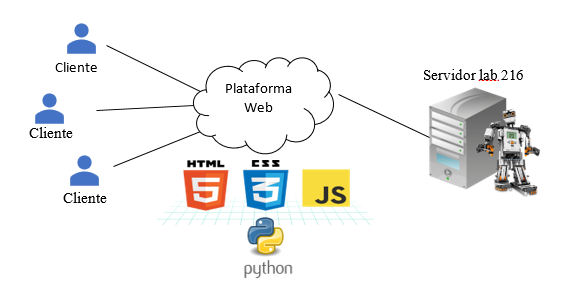 Cliente
Cliente
Cliente
Plataforma
Web
Servidor lab.216
HTML
5
CSS
3
JS
python